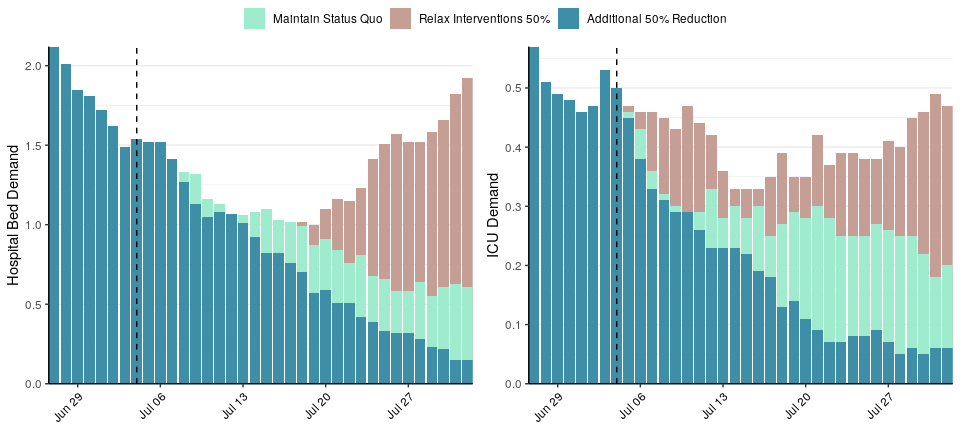 Maintain Status Quo Relax Interventions 50% Additional 50% Reduction
Hospital Bed Demand
2.0
1.5
1.0
0.5
0.0
Jun 29 Jul 06 Jul 13 Jul 20 Jul 27
ICU Demand
0.5
0.4
0.3
0.2
0.1
0.0
Jun 29 Jul 06 Jul 13 Jul 20 Jul 27